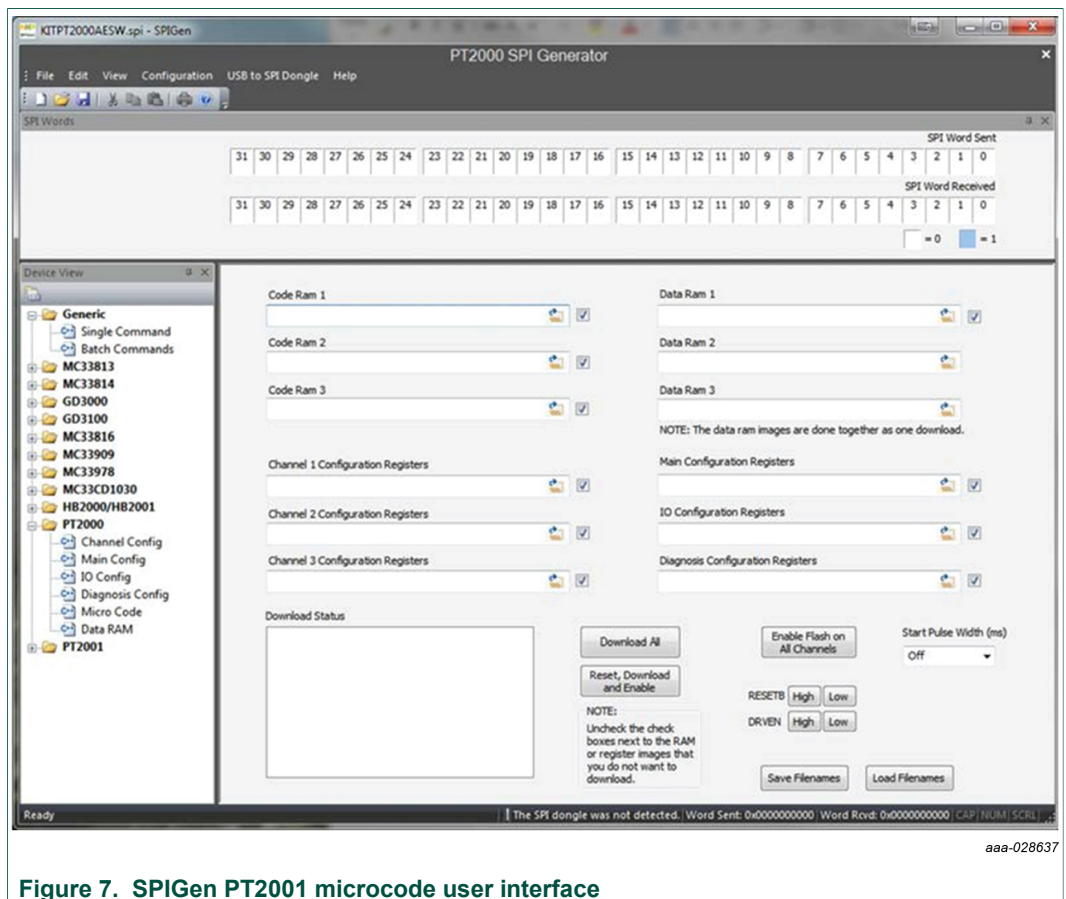 KITPT2000AESW.spi - SPIGen
PT2000 SPI Generator
File Edit View Configuration USB to SPI Dongle Help
SPI Words
SPI Word Sent
31 30 29 28 27 26 25 24 23 22 21 20 19 18 17 16 15 14 13 12 11 10 9 8 7 6 5 4 3 2 1 0
SPI Word Received
31 30 29 28 27 26 25 24 23 22 21 20 19 18 17 16 15 14 13 12 11 10 9 8 7 6 5 4 3 2 1 0
= 0 = 1
Device View
Generic
Single Command
Batch Commands
MC33813
MC33814
GD3000
GD3100
MC33816
MC33909
MC33978
MC33CD1030
HB2000/HB2001
PT2000
Channel Config
Main Config
IO Config
Diagnosis Config
Micro Code
Data RAM
PT2001
Code Ram 1
Data Ram 1
Code Ram 2
Data Ram 2
Code Ram 3
Data Ram 3
NOTE: The data ram images are done together as one download.
Channel 1 Configuration Registers
Main Configuration Registers
Channel 2 Configuration Registers
IO Configuration Registers
Channel 3 Configuration Registers
Diagnosis Configuration Registers
Download Status
Download All
Reset, Download
and Enable
NOTE:
Uncheck the check
boxes next to the RAM
or register images that
you do not want to
download.
Enable Flash on
All Channels
Start Pulse Width (ms)
Off
RESETB High Low
DRVEN High Low
Save Filenames
Load Filenames
Ready
The SPI dongle was not detected. Word Sent: 0x0000000000 Word Rcvd: 0x0000000000 CAP NUM SCRL
aaa-028637
Figure 7. SPIGen PT2001 microcode user interface